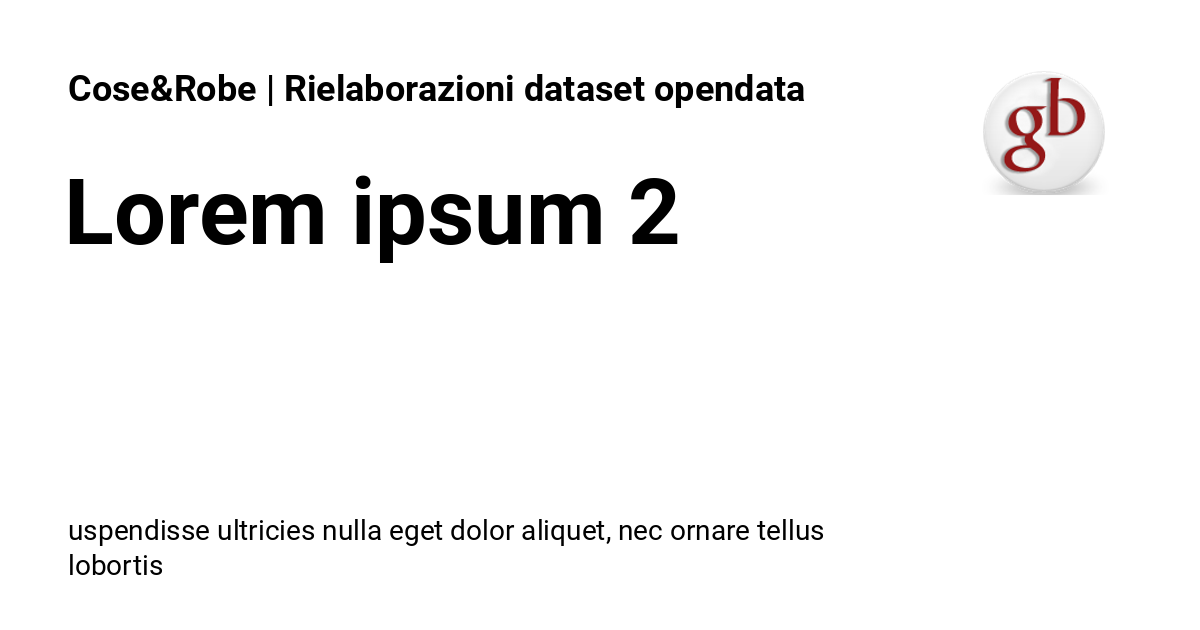 Cose&Robe | Rielaborazioni dataset opendata
gb
Lorem ipsum 2
uspendisse ultricies nulla eget dolor aliquet, nec ornare tellus
lobortis